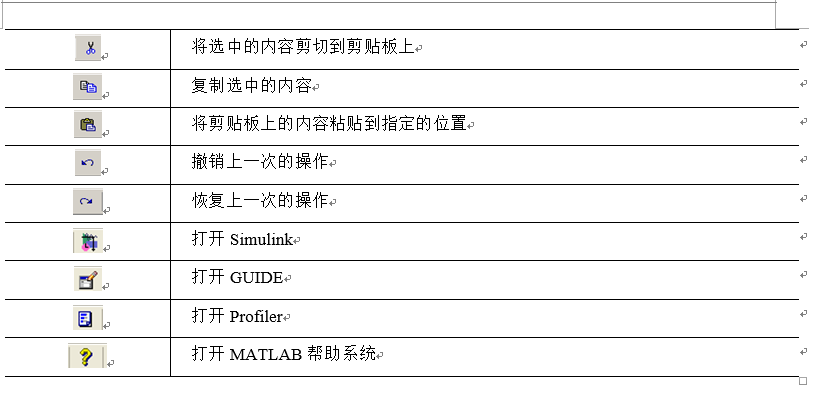 将选中的内容剪切到剪贴板上
复制选中的内容
将剪贴板上的内容粘贴到指定的位置
撤销上一次的操作
恢复上一次的操作
打开 Simulink
打开 GUIDE
打开 Profiler
打开 MATLAB 帮助系统